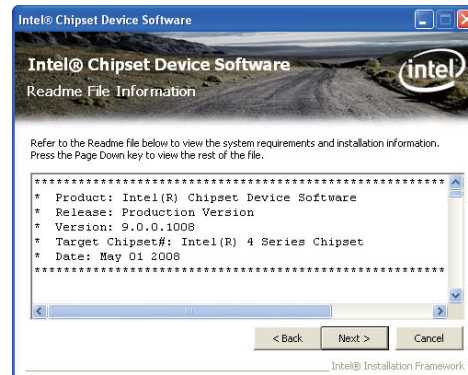 Intel® Chipset Device Software
Intel® Chipset Device Software
Readme File Information
intel
Refer to the Readme file below to view the system requirements and installation information.
Press the Page Down key to view the rest of the file.
*********************************************************
* Product: Intel(R) Chipset Device Software
* Release: Production Version
* Version: 9.0.0.1008
* Target Chipset#: Intel(R) 4 Series Chipset
* Date: May 01 2008
*********************************************************
< Back Next > Cancel
Intel® Installation Framework